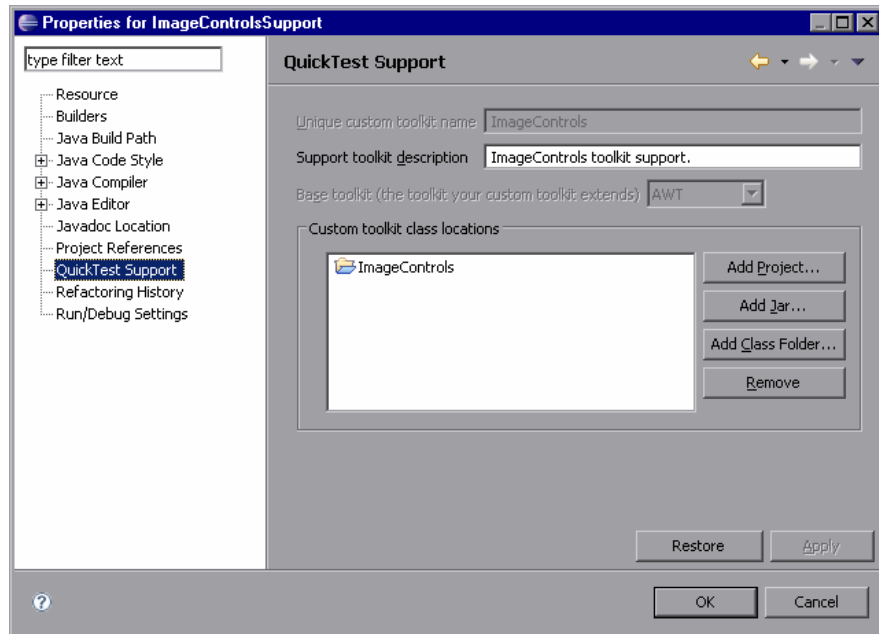 Properties for ImageControlsSupport
type filter text
Resource
Builders
Java Build Path
Java Code Style
Java Compiler
Java Editor
Javadoc Location
Project References
QuickTest Support
Refactoring History
Run/Debug Settings
QuickTest Support
Unique custom toolkit name ImageControls
Support toolkit description ImageControls toolkit support.
Base toolkit (the toolkit your custom toolkit extends) AWT
Custom toolkit class locations
ImageControls
Add Project...
Add Jar...
Add Class Folder...
Remove
Restore Apply
OK Cancel